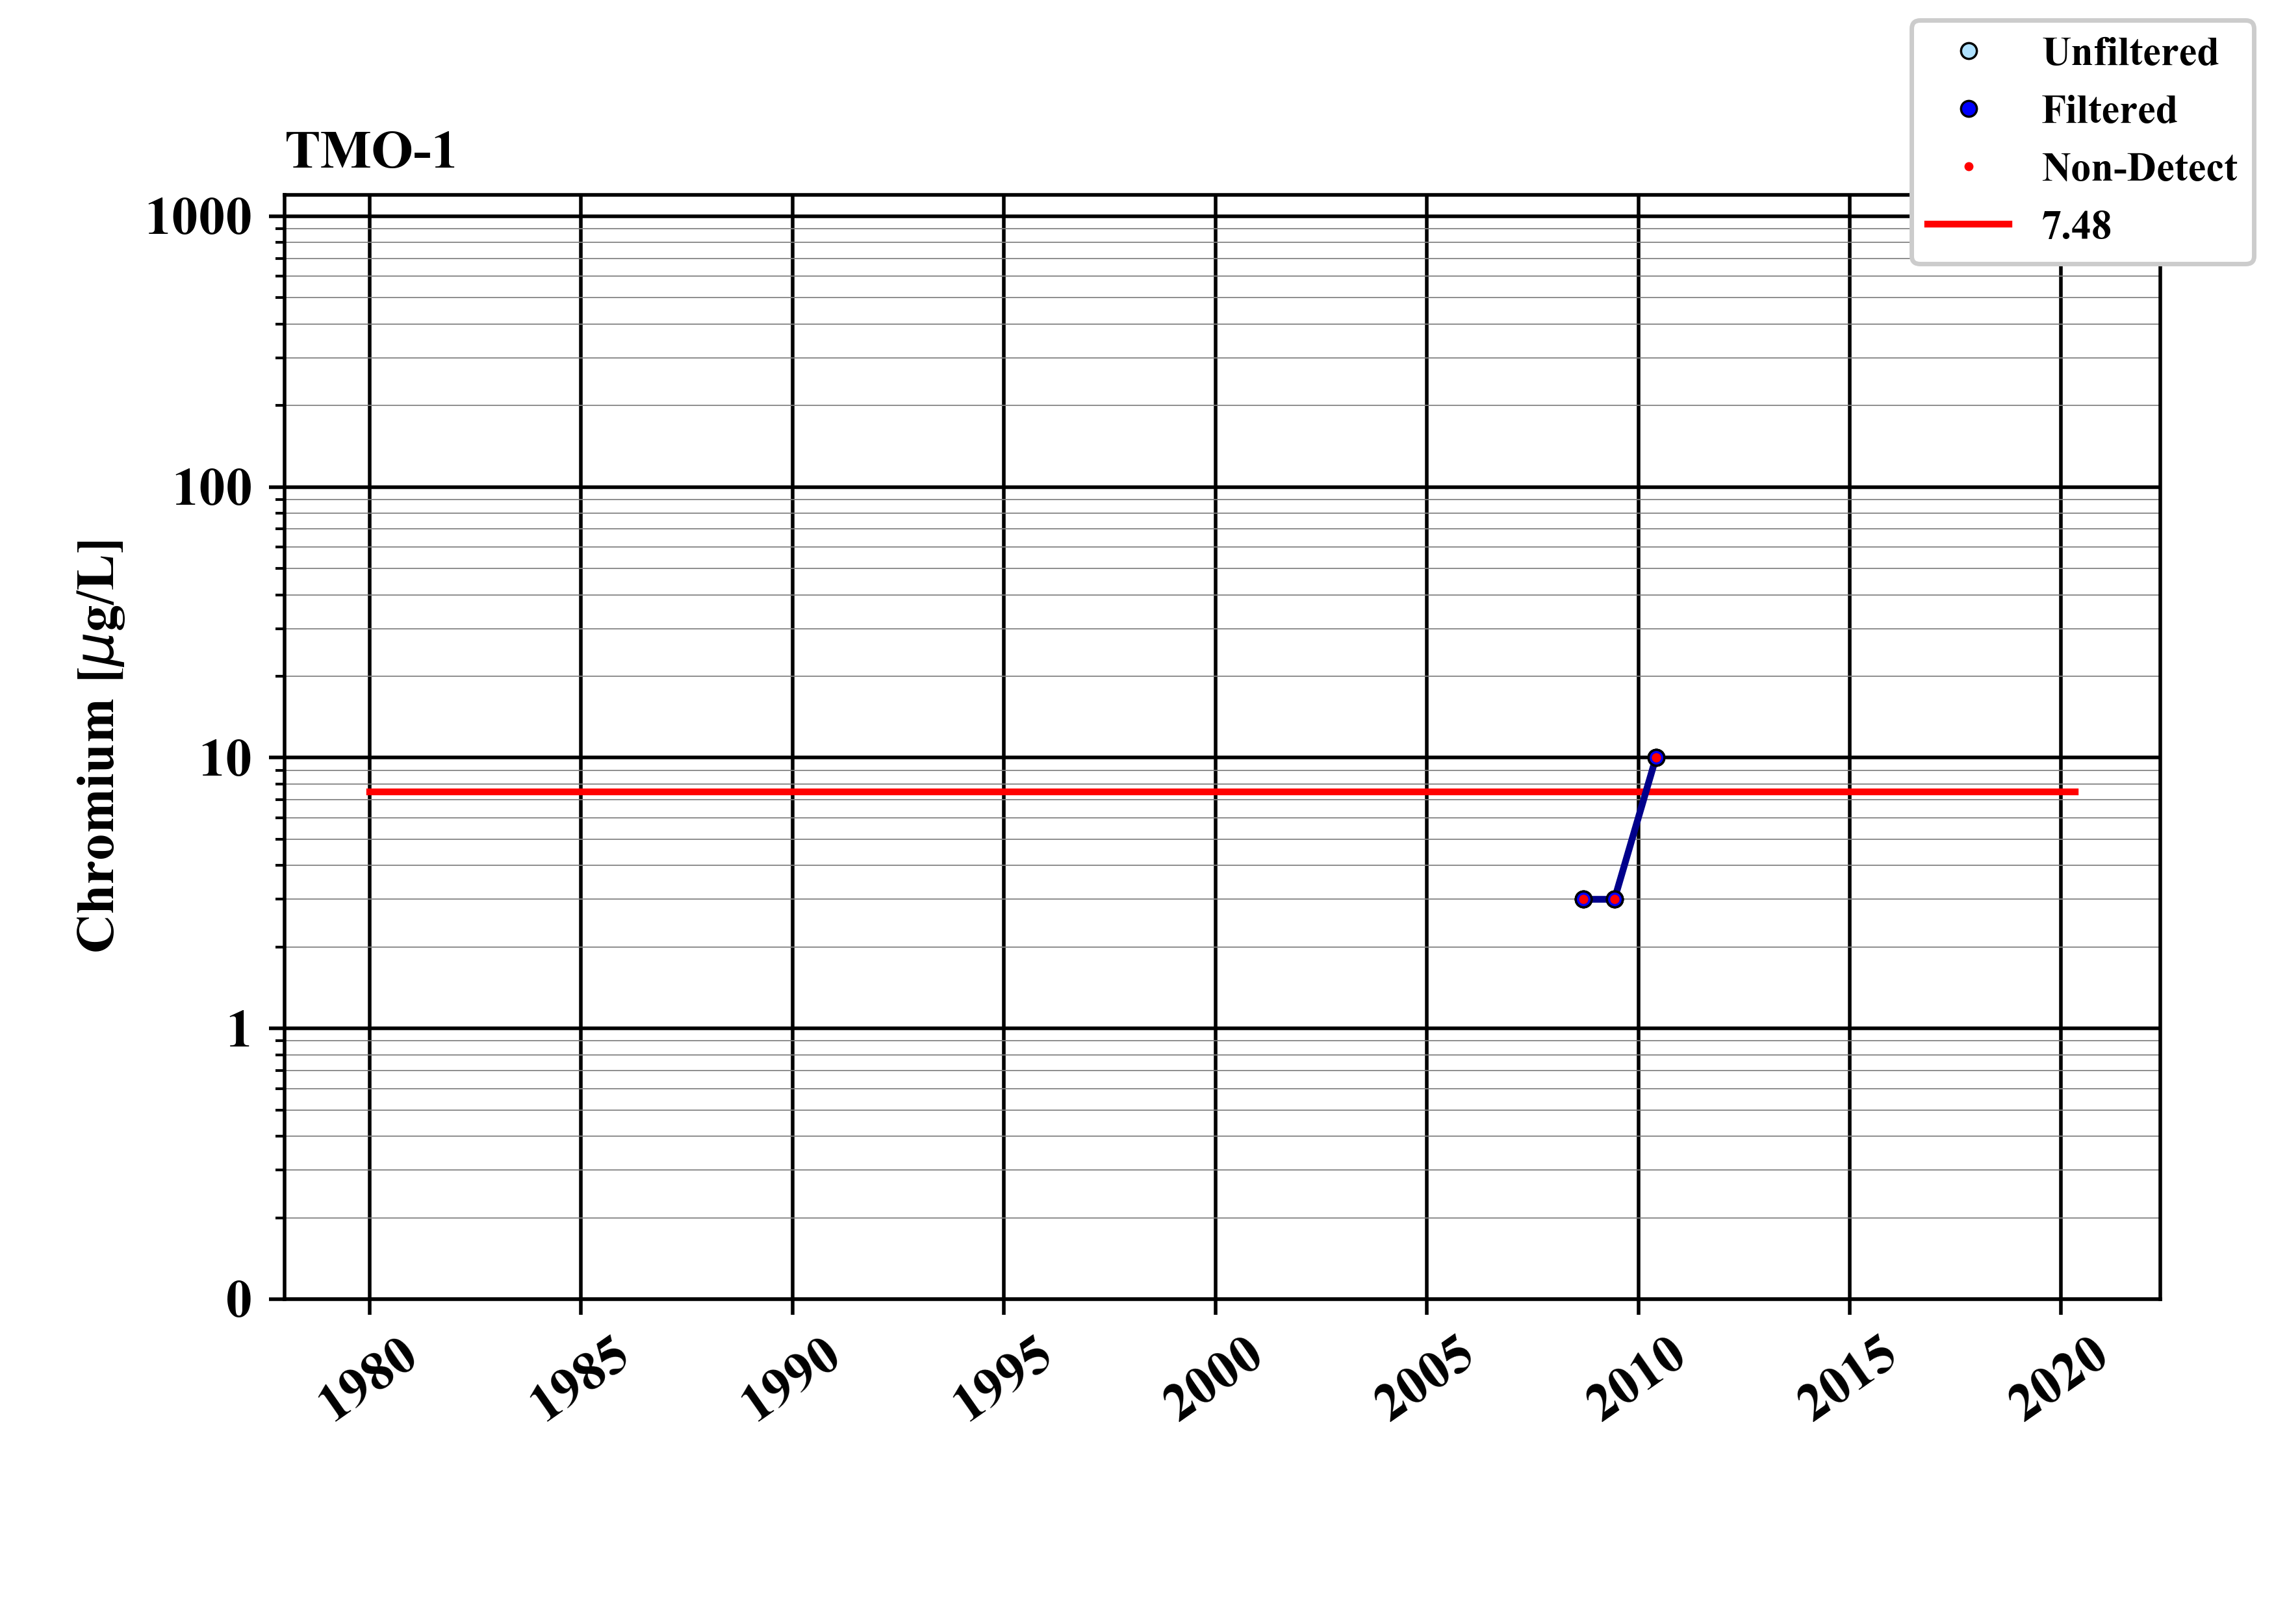 Unfiltered
Filtered
Non-Detect
7.48
TMO-1
Chromium [μg/L]
1000
100
10
1
0
1980 1985 1990 1995 2000 2005 2010 2015 2020